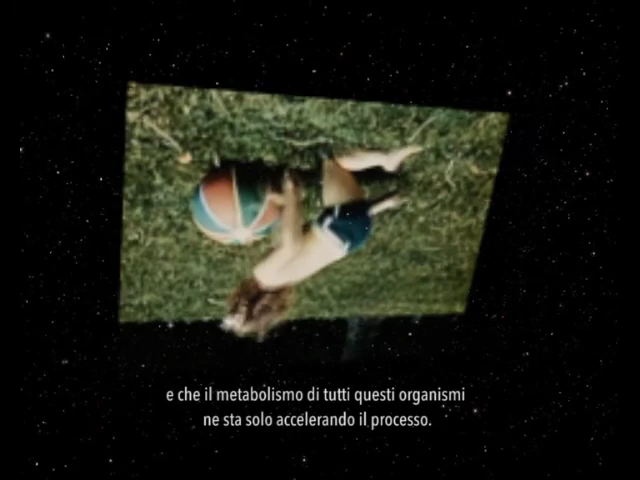 e che il metabolismo di tutti questi organismi
ne sta solo accelerando il processo.